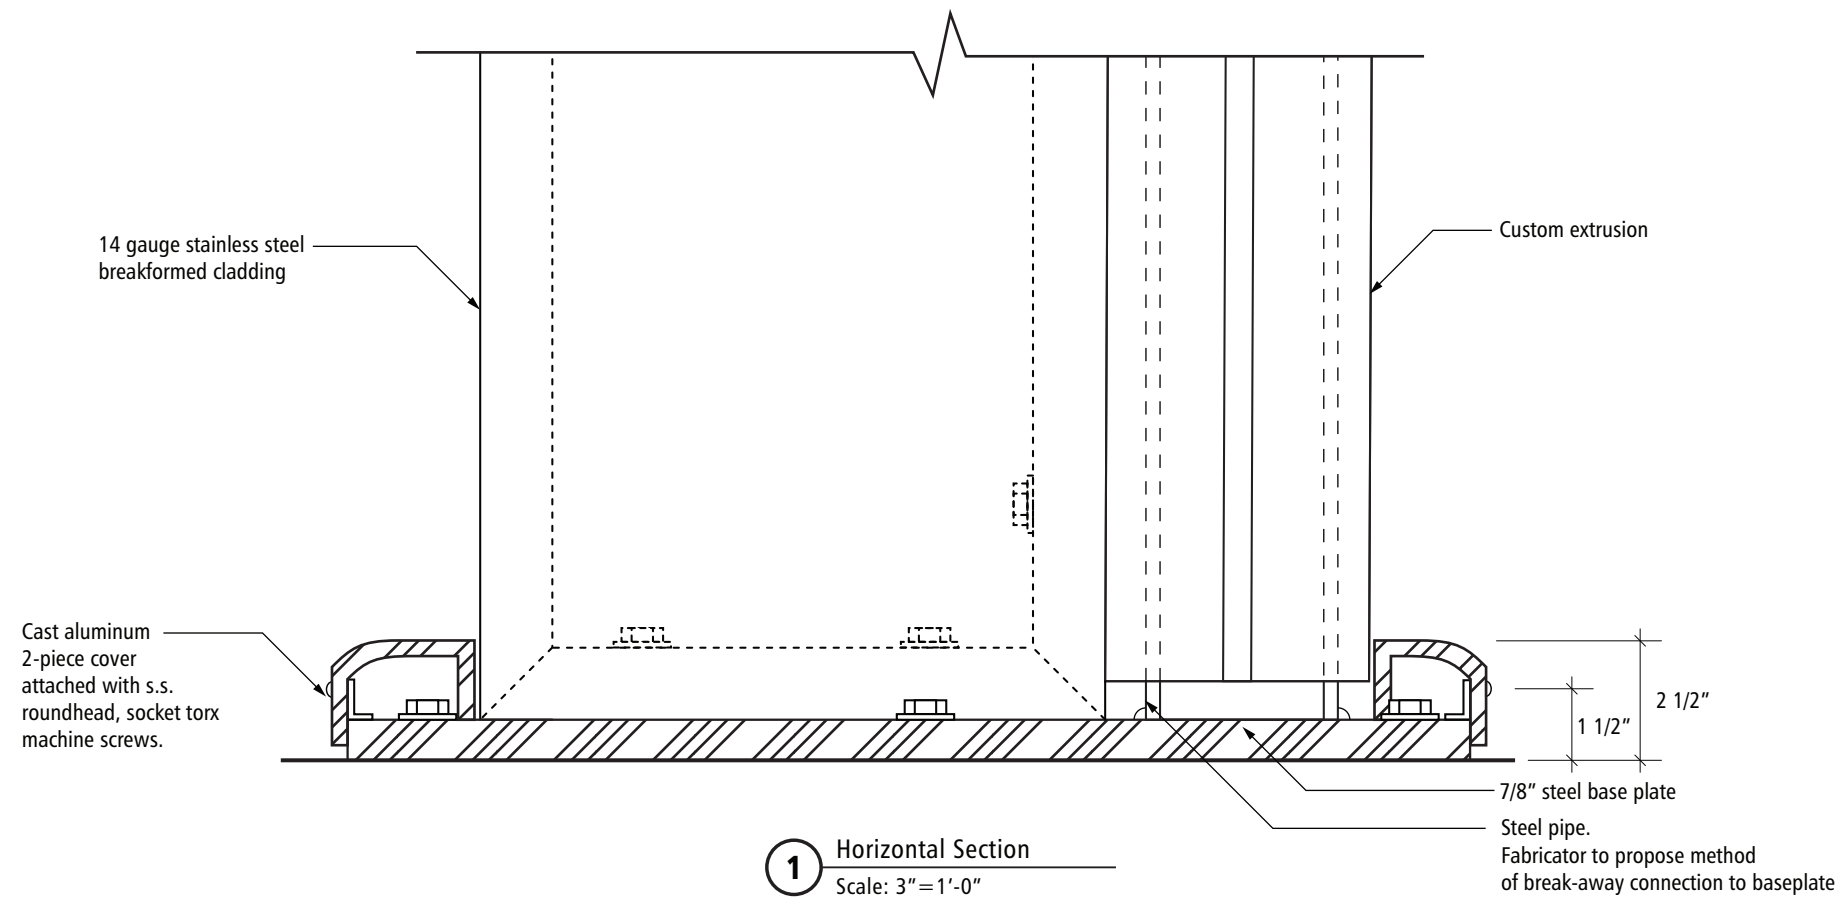 14 gauge stainless steel
breakformed cladding
Custom extrusion
Cast aluminum
2-piece cover
attached with s.s.
roundhead, socket torx
machine screws.
2 1/2”
1 1/2”
7/8” steel base plate
Steel pipe.
Fabricator to propose method
of break-away connection to baseplate
1
Horizontal Section
Scale: 3”=1’-0”